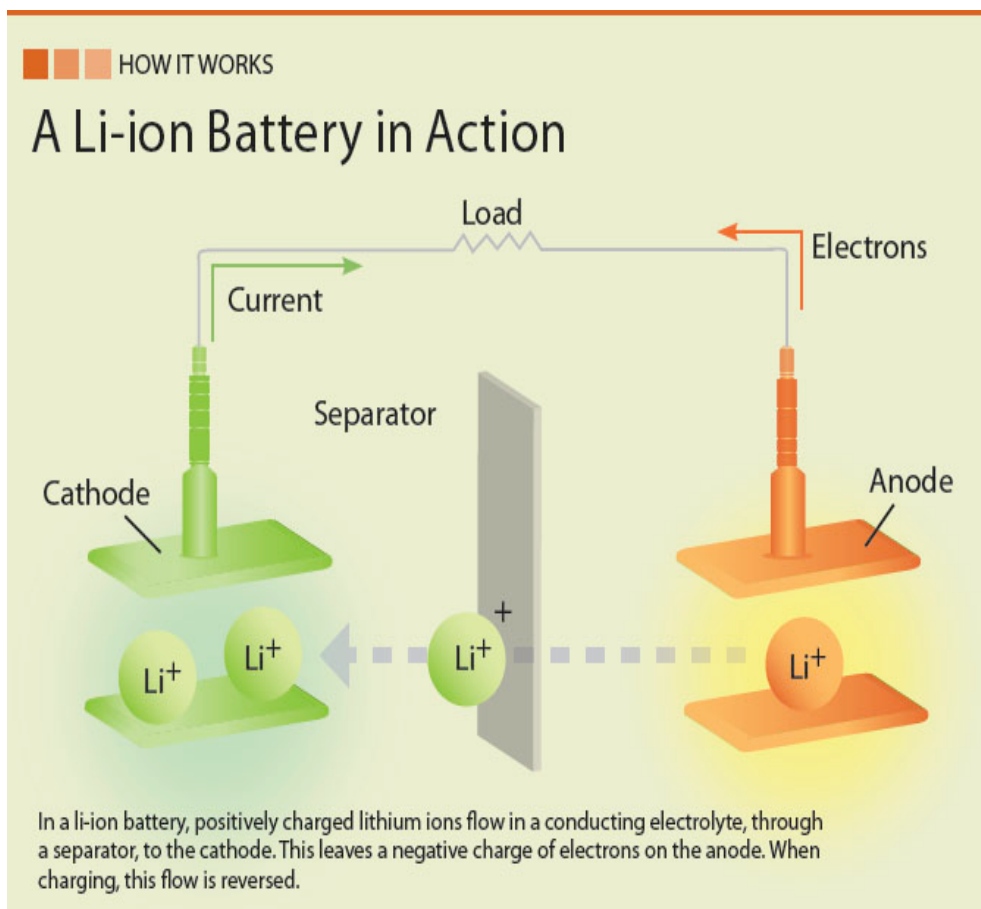 HOW IT WORKS
A Li-ion Battery in Action
Load
Electrons
Current
Separator
Cathode
Anode
+
Li+
Li+
Li+
Li+
In a li-ion battery, positively charged lithium ions flow in a conducting electrolyte, through
a separator, to the cathode. This leaves a negative charge of electrons on the anode. When
charging, this flow is reversed.